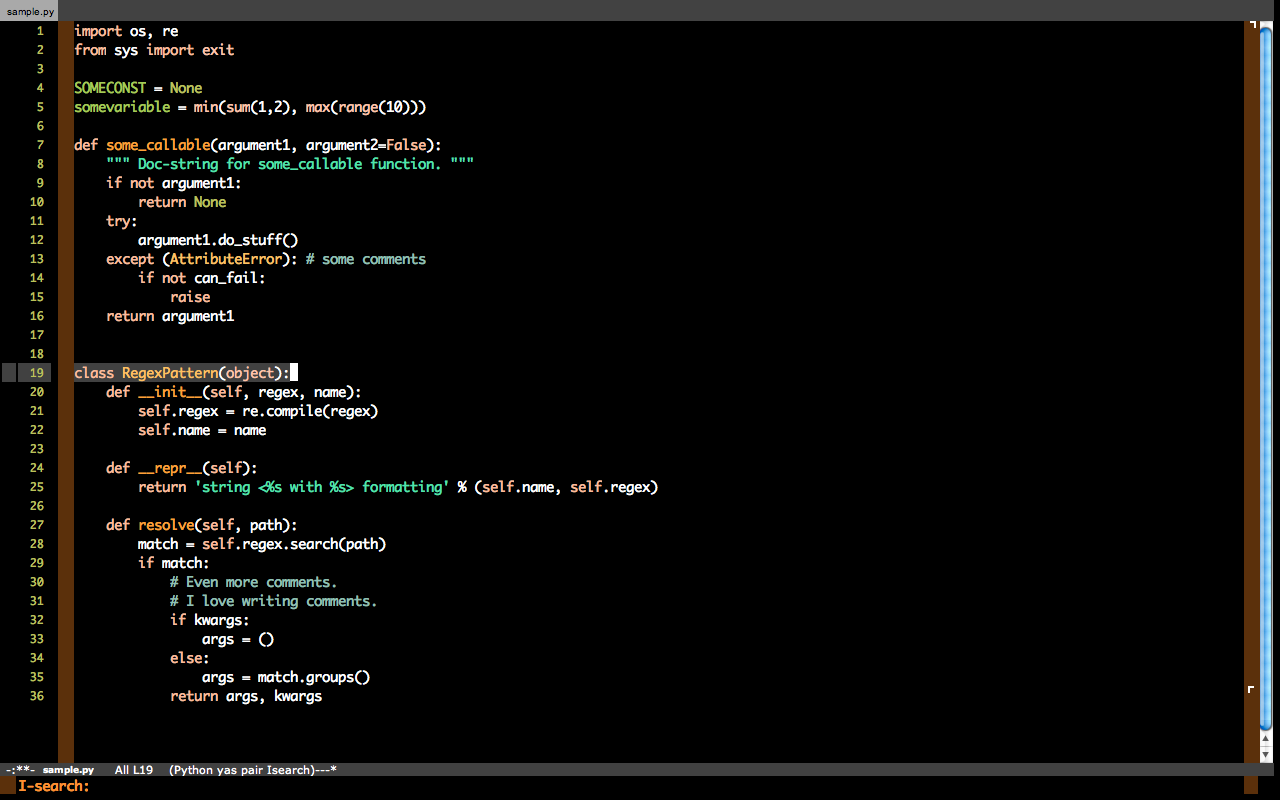 sample.py
1 import os, re
2 from sys import exit
3
4 SOMECONST = None
5 somevariable = min(sum(1,2), max(range(10)))
6
7 def some_callable(argument1, argument2=False):
8     """ Doc-string for some_callable function. """
9     if not argument1:
10         return None
11     try:
12         argument1.do_stuff()
13     except (AttributeError): # some comments
14         if not can_fail:
15             raise
16     return argument1
17
18
19 class RegexPattern(object):
20     def __init__(self, regex, name):
21         self.regex = re.compile(regex)
22         self.name = name
23
24     def __repr__(self):
25         return 'string <%s with %s> formatting' % (self.name, self.regex)
26
27     def resolve(self, path):
28         match = self.regex.search(path)
29         if match:
30             # Even more comments.
31             # I love writing comments.
32             if kwargs:
33                 args = ()
34             else:
35                 args = match.groups()
36             return args, kwargs
-:**- sample.py All L19 (Python yas pair Isearch)---*
I-search: